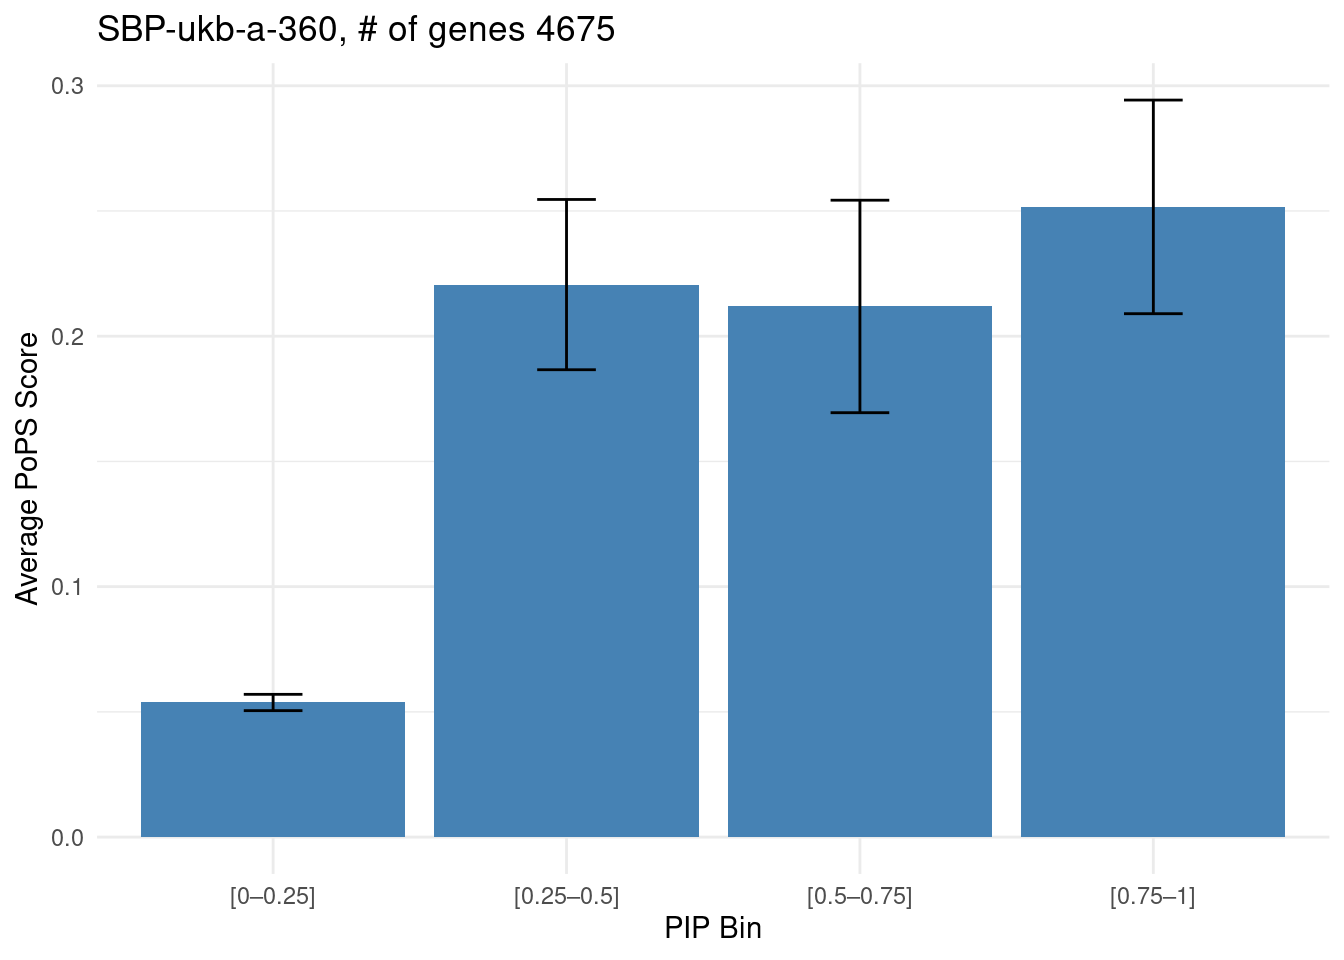 SBP-ukb-a-360, # of genes 4675
0.3
0.2
0.1
0.0
Average PoPS Score
[0–0.25]
[0.25–0.5]
[0.5–0.75]
[0.75–1]
PIP Bin